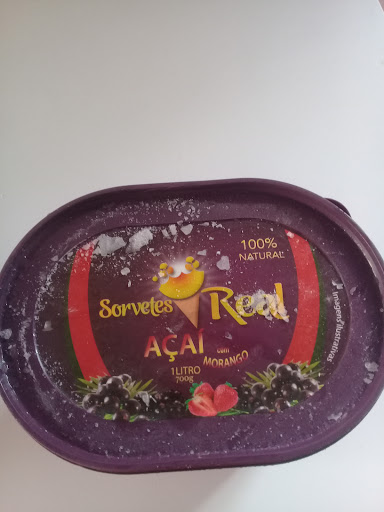 100%
NATURAL
Sorvetes Real
AÇAÍ com
MORANGO
1 LITRO
700g
Imagens ilustrativas